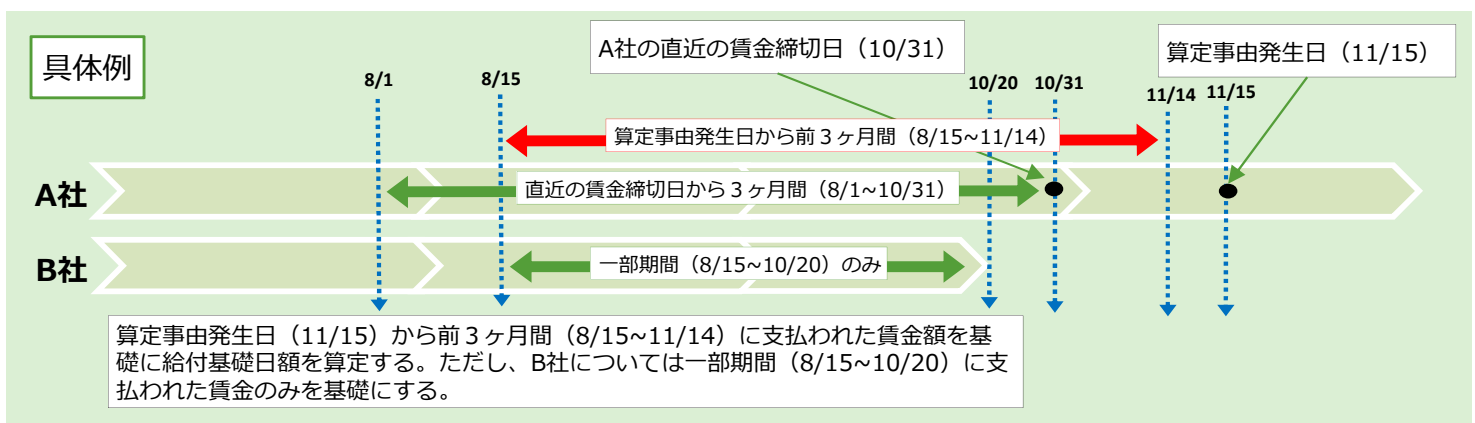 具体例
A社の直近の賃金締切日（10/31）
算定事由発生日（11/15）
8/1
8/15
10/20
10/31
11/14
11/15
算定事由発生日から前３ヶ月間（8/15~11/14）
A社
直近の賃金締切日から３ヶ月間（8/1~10/31）
B社
一部期間（8/15~10/20）のみ
算定事由発生日（11/15）から前３ヶ月間（8/15~11/14）に支払われた賃金額を基
礎に給付基礎日額を算定する。ただし、B社については一部期間（8/15~10/20）に支
払われた賃金のみを基礎にする。